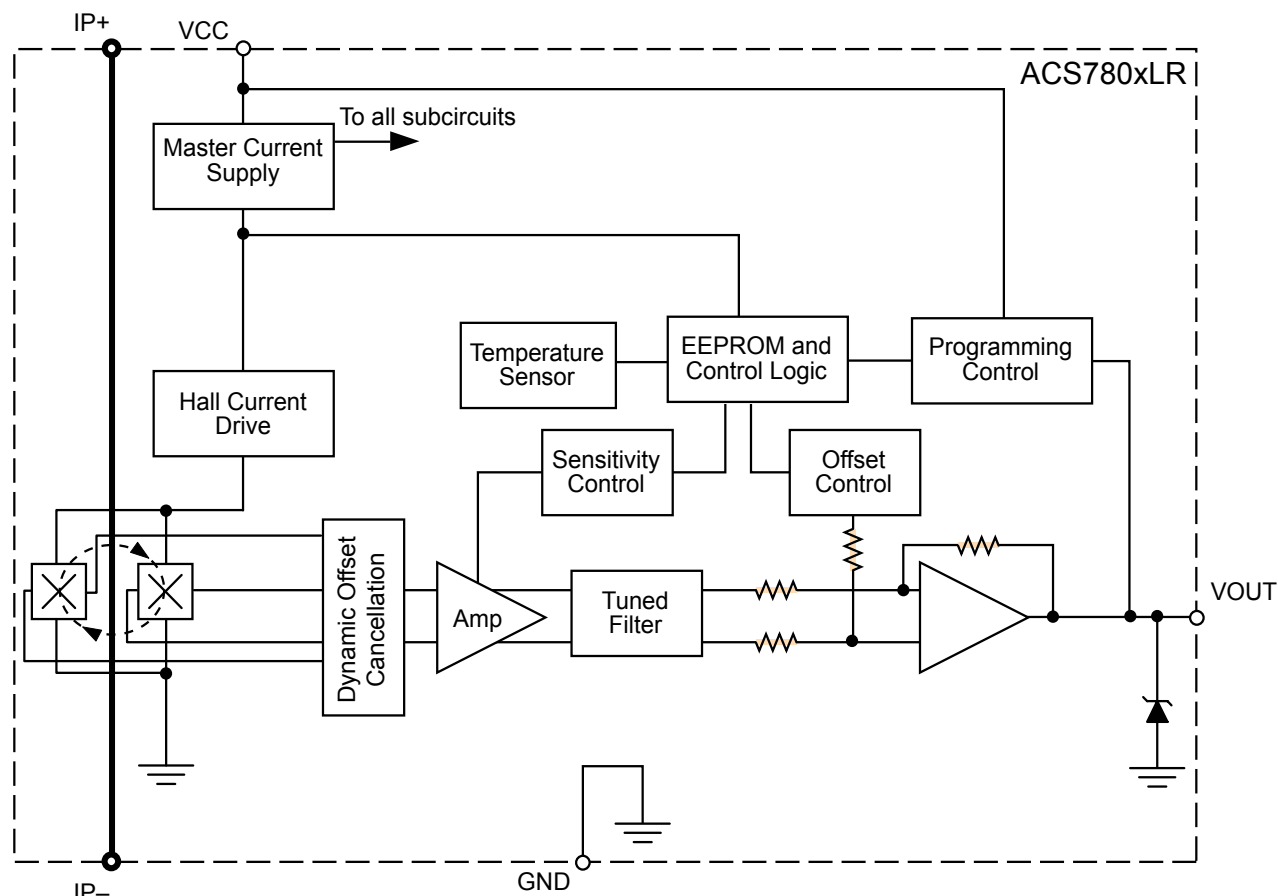 IP+
VCC
ACS780xLR
To all subcircuits
Master Current
Supply
Temperature
Sensor
EEPROM and
Control Logic
Programming
Control
Hall Current
Drive
Sensitivity
Control
Offset
Control
Dynamic Offset
Cancellation
Amp
Tuned
Filter
VOUT
GND
IP–